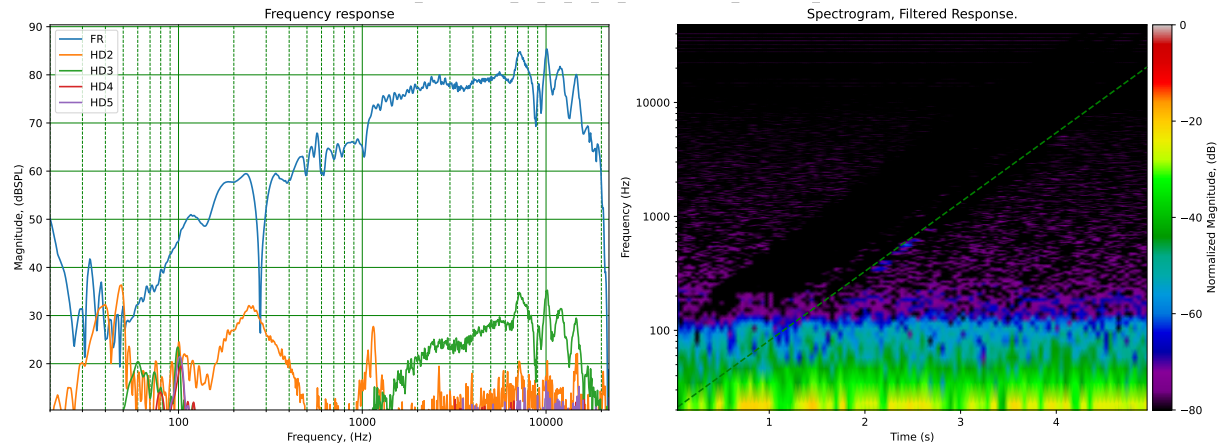 Frequency response
90
80
70
60
50
40
30
20
Magnitude, (dBSPL)
FR
HD2
HD3
HD4
HD5
100
1000
10000
Frequency, (Hz)
Spectrogram, Filtered Response.
10000
1000
100
Frequency (Hz)
1
2
3
4
Time (s)
0
−20
−40
−60
−80
Normalized Magnitude, (dB)